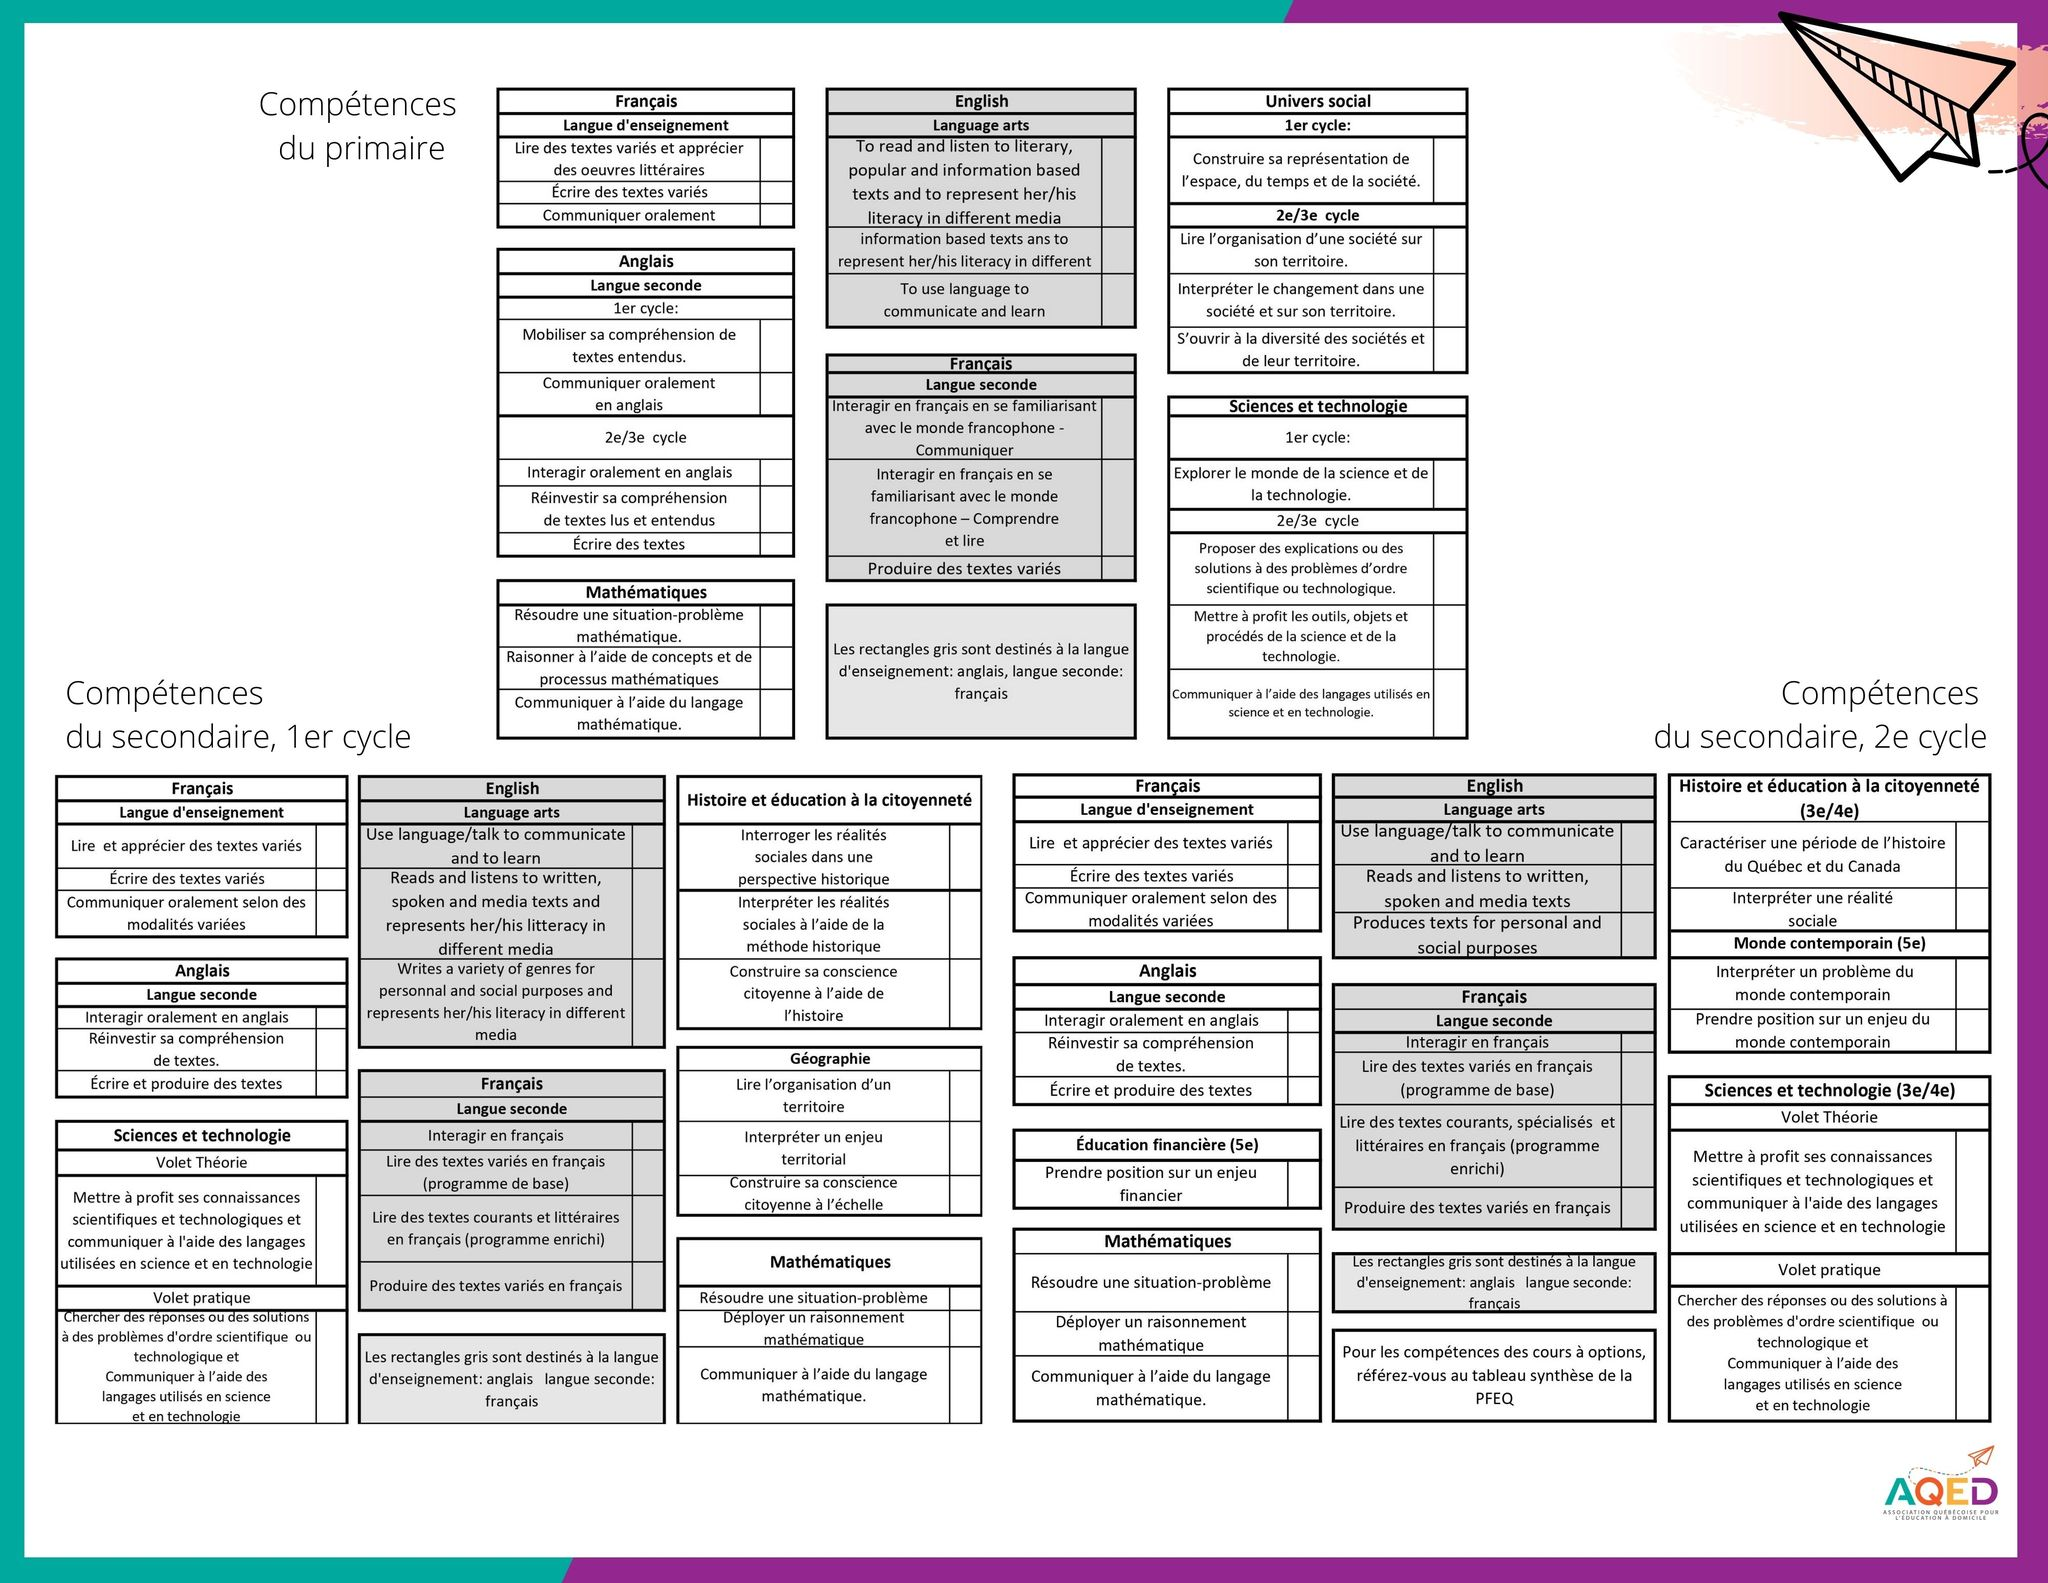 Compétences
du primaire
Français
Langue d'enseignement
Lire des textes variés et apprécier
des oeuvres littéraires
Écrire des textes variés
Communiquer oralement
Anglais
Langue seconde
1er cycle:
Mobiliser sa compréhension de
textes entendus.
Communiquer oralement
en anglais
2e/3e cycle
Interagir oralement en anglais
Réinvestir sa compréhension
de textes lus et entendus
Écrire des textes
Mathématiques
Résoudre une situation-problème
mathématique.
Raisonner à l’aide de concepts et de
processus mathématiques
Communiquer à l’aide du langage
mathématique.
English
Language arts
To read and listen to literary,
popular and information based
texts and to represent her/his
literacy in different media
information based texts ans to
represent her/his literacy in different
To use language to
communicate and learn
Français
Langue seconde
Interagir en français en se familiarisant
avec le monde francophone -
Communiquer
Interagir en français en se
familiarisant avec le monde
francophone – Comprendre
et lire
Produire des textes variés
Les rectangles gris sont destinés à la langue
d'enseignement: anglais, langue seconde:
français
Univers social
1er cycle:
Construire sa représentation de
l’espace, du temps et de la société.
2e/3e cycle
Lire l’organisation d’une société sur
son territoire.
Interpréter le changement dans une
société et sur son territoire.
S’ouvrir à la diversité des sociétés et
de leur territoire.
Sciences et technologie
1er cycle:
Explorer le monde de la science et de
la technologie.
2e/3e cycle
Proposer des explications ou des
solutions à des problèmes d’ordre
scientifique ou technologique.
Mettre à profit les outils, objets et
procédés de la science et de la
technologie.
Communiquer à l’aide des langages utilisés en
science et en technologie.
Compétences
du secondaire, 1er cycle
Français
Langue d'enseignement
Lire et apprécier des textes variés
Écrire des textes variés
Communiquer oralement selon des
modalités variées
Anglais
Langue seconde
Interagir oralement en anglais
Réinvestir sa compréhension
de textes.
Écrire et produire des textes
Sciences et technologie
Volet Théorie
Mettre à profit ses connaissances
scientifiques et technologiques et
communiquer à l'aide des langages
utilisées en science et en technologie
Volet pratique
Chercher des réponses ou des solutions
à des problèmes d'ordre scientifique ou
technologique et
Communiquer à l’aide des
langages utilisés en science
et en technologie
English
Language arts
Use language/talk to communicate
and to learn
Reads and listens to written,
spoken and media texts and
represents her/his litteracy in
different media
Writes a variety of genres for
personnal and social purposes and
represents her/his literacy in different
media
Français
Langue seconde
Interagir en français
Lire des textes variés en français
(programme de base)
Lire des textes courants et littéraires
en français (programme enrichi)
Produire des textes variés en français
Les rectangles gris sont destinés à la langue
d'enseignement: anglais langue seconde:
français
Histoire et éducation à la citoyenneté
Interroger les réalités
sociales dans une
perspective historique
Interpréter les réalités
sociales à l’aide de la
méthode historique
Construire sa conscience
citoyenne à l’aide de
l’histoire
Géographie
Lire l’organisation d’un
territoire
Interpréter un enjeu
territorial
Construire sa conscience
citoyenne à l’échelle
Mathématiques
Résoudre une situation-problème
Déployer un raisonnement
mathématique
Communiquer à l’aide du langage
mathématique.
Compétences
du secondaire, 2e cycle
Français
Langue d'enseignement
Lire et apprécier des textes variés
Écrire des textes variés
Communiquer oralement selon des
modalités variées
Anglais
Langue seconde
Interagir oralement en anglais
Réinvestir sa compréhension
de textes.
Écrire et produire des textes
Éducation financière (5e)
Prendre position sur un enjeu
financier
Mathématiques
Résoudre une situation-problème
Déployer un raisonnement
mathématique
Communiquer à l’aide du langage
mathématique.
English
Language arts
Use language/talk to communicate
and to learn
Reads and listens to written,
spoken and media texts
Produces texts for personal and
social purposes
Français
Langue seconde
Interagir en français
Lire des textes variés en français
(programme de base)
Lire des textes courants, spécialisés et
littéraires en français (programme
enrichi)
Produire des textes variés en français
Les rectangles gris sont destinés à la langue
d'enseignement: anglais langue seconde:
français
Pour les compétences des cours à options,
référez-vous au tableau synthèse de la
PFEQ
Histoire et éducation à la citoyenneté
(3e/4e)
Caractériser une période de l’histoire
du Québec et du Canada
Interpréter une réalité
sociale
Monde contemporain (5e)
Interpréter un problème du
monde contemporain
Prendre position sur un enjeu du
monde contemporain
Sciences et technologie (3e/4e)
Volet Théorie
Mettre à profit ses connaissances
scientifiques et technologiques et
communiquer à l'aide des langages
utilisées en science et en technologie
Volet pratique
Chercher des réponses ou des solutions à
des problèmes d'ordre scientifique ou
technologique et
Communiquer à l’aide des
langages utilisés en science
et en technologie
AQED
ASSOCIATION QUÉBÉCOISE POUR
L'ÉDUCATION À DOMICILE